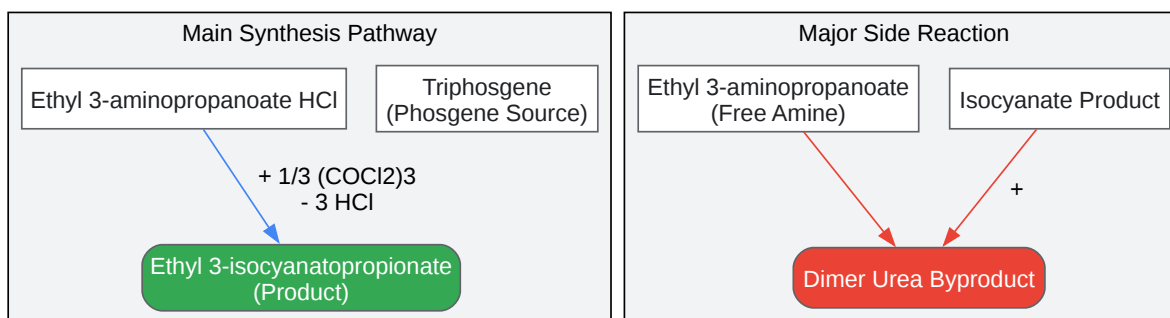 Main Synthesis Pathway
Ethyl 3-aminopropanoate HCl
Triphosgene
(Phosgene Source)
+ 1/3 (COCl2)3
- 3 HCl
Ethyl 3-isocyanatopropionate
(Product)
Major Side Reaction
Ethyl 3-aminopropanoate
(Free Amine)
Isocyanate Product
+
Dimer Urea Byproduct